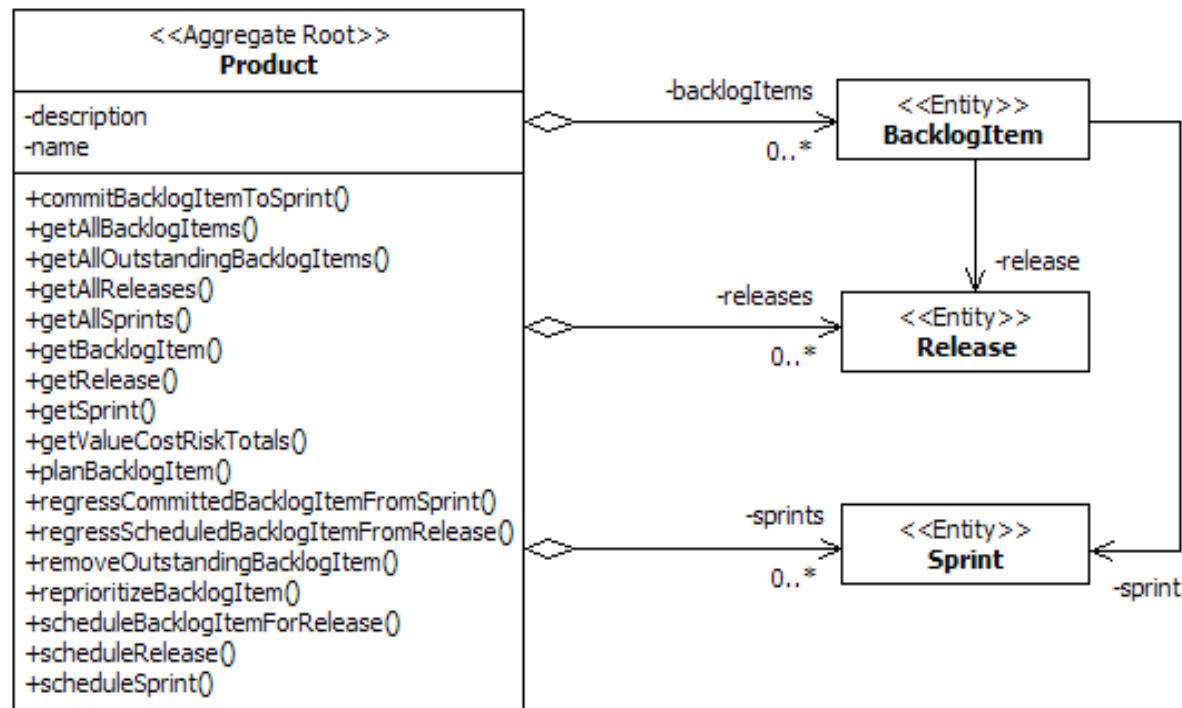 <<Aggregate Root>>
Product
-description
-name
+commitBacklogItemToSprint()
+getAllBacklogItems()
+getAllOutstandingBacklogItems()
+getAllReleases()
+getAllSprints()
+getBacklogItem()
+getRelease()
+getSprint()
+getValueCostRiskTotals()
+planBacklogItem()
+regressCommittedBacklogItemFromSprint()
+regressScheduledBacklogItemFromRelease()
+removeOutstandingBacklogItem()
+reprioritizeBacklogItem()
+scheduleBacklogItemForRelease()
+scheduleRelease()
+scheduleSprint()
-backlogItems
0..*
<<Entity>>
BacklogItem
-release
-releases
0..*
<<Entity>>
Release
-sprints
0..*
<<Entity>>
Sprint
-sprint